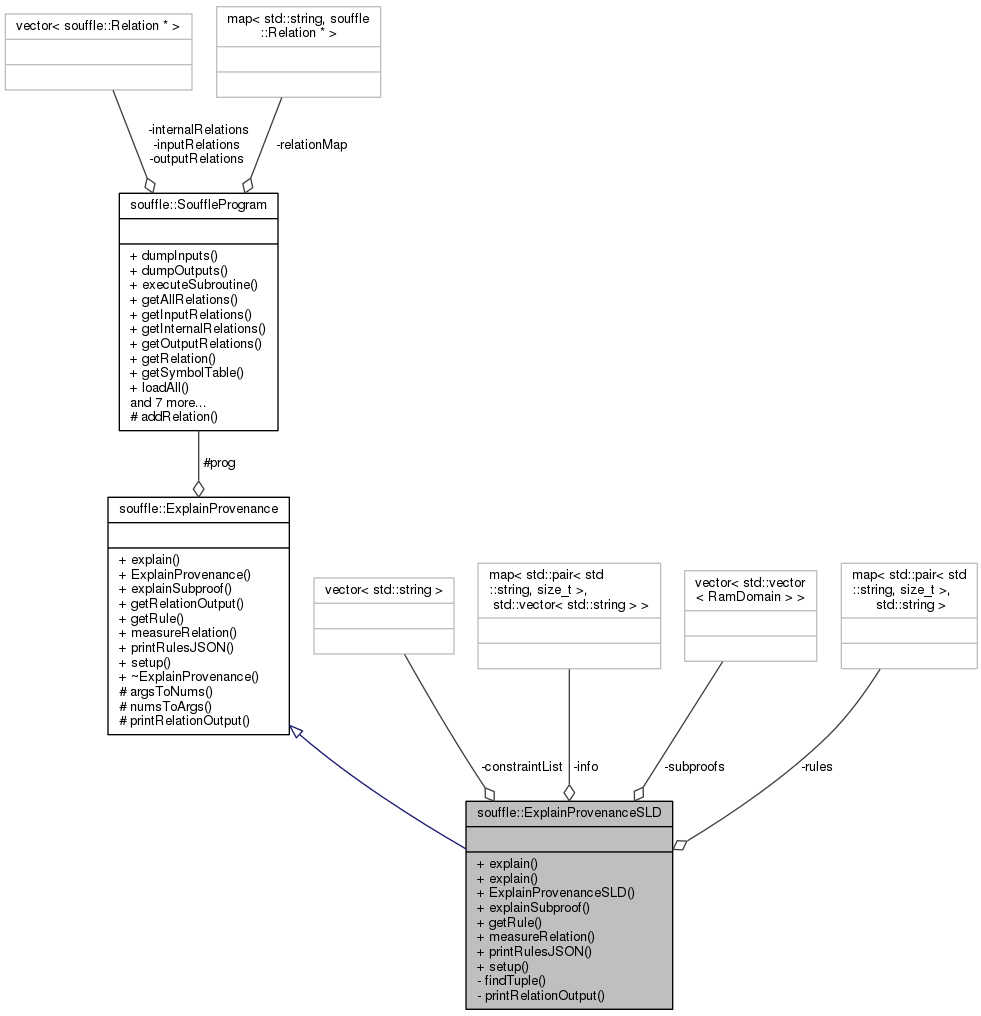 vector< souffle::Relation * >
map< std::string, souffle
::Relation * >
-internalRelations
-inputRelations
-outputRelations
-relationMap
souffle::SouffleProgram
+ dumpInputs()
+ dumpOutputs()
+ executeSubroutine()
+ getAllRelations()
+ getInputRelations()
+ getInternalRelations()
+ getOutputRelations()
+ getRelation()
+ getSymbolTable()
+ loadAll()
and 7 more...
# addRelation()
#prog
souffle::ExplainProvenance
+ explain()
+ ExplainProvenance()
+ explainSubproof()
+ getRelationOutput()
+ getRule()
+ measureRelation()
+ printRulesJSON()
+ setup()
+ ~ExplainProvenance()
# argsToNums()
# numsToArgs()
# printRelationOutput()
vector< std::string >
map< std::pair< std
::string, size_t >,
std::vector< std::string > >
vector< std::vector
< RamDomain > >
map< std::pair< std
::string, size_t >,
std::string >
-constraintList
-info
-subproofs
-rules
souffle::ExplainProvenanceSLD
+ explain()
+ explain()
+ ExplainProvenanceSLD()
+ explainSubproof()
+ getRule()
+ measureRelation()
+ printRulesJSON()
+ setup()
- findTuple()
- printRelationOutput()